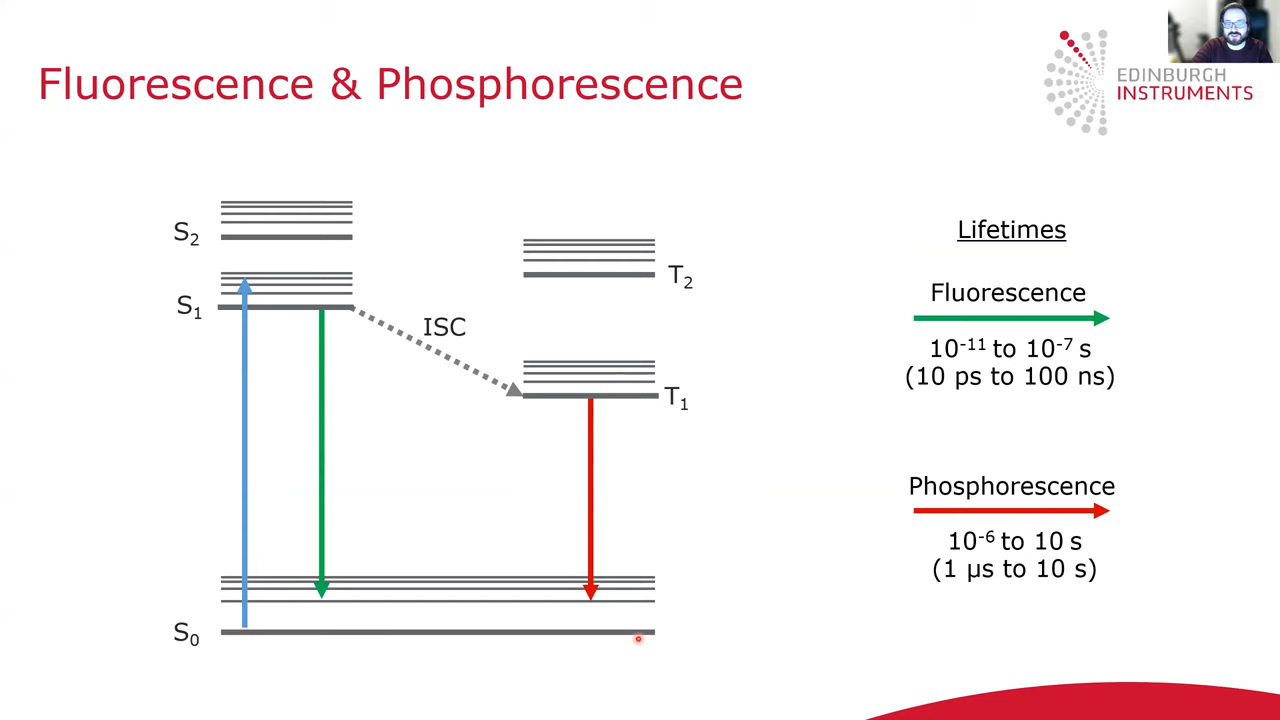 Fluorescence & Phosphorescence
EDINBURGH
INSTRUMENTS
S₂
S₁
ISC
T₂
T₁
S₀
Lifetimes
Fluorescence
10⁻¹¹ to 10⁻⁷ s
(10 ps to 100 ns)
Phosphorescence
10⁻⁶ to 10 s
(1 µs to 10 s)